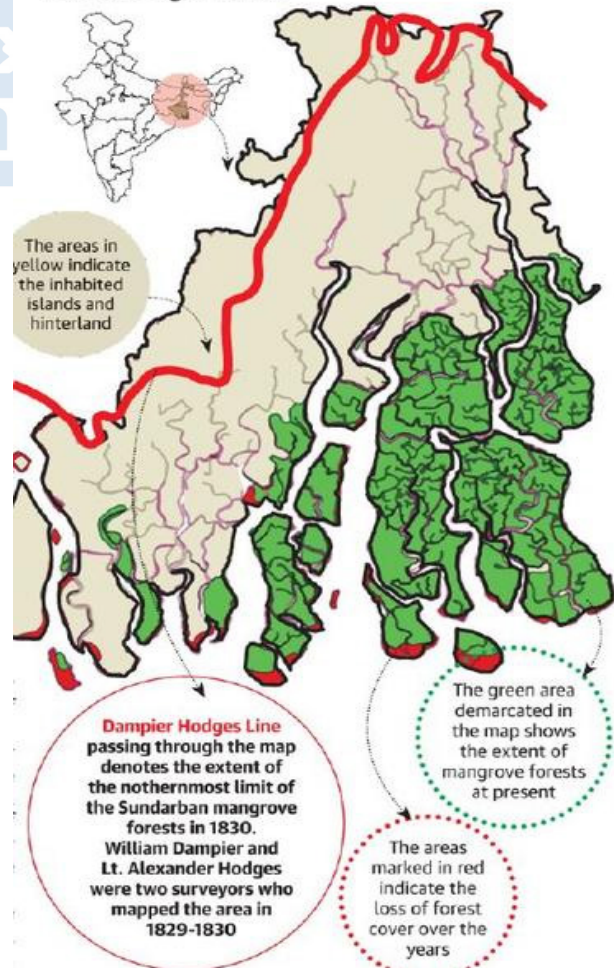 The areas in
yellow indicate
the inhabited
islands and
hinterland
Dampier Hodges Line
passing through the map
denotes the extent of
the nothernmost limit of
the Sundarban mangrove
forests in 1830.
William Dampier and
Lt. Alexander Hodges
were two surveyors who
mapped the area in
1829-1830
The green area
demarcated in
the map shows
the extent of
mangrove forests
at present
The areas
marked in red
indicate the
loss of forest
cover over the
years